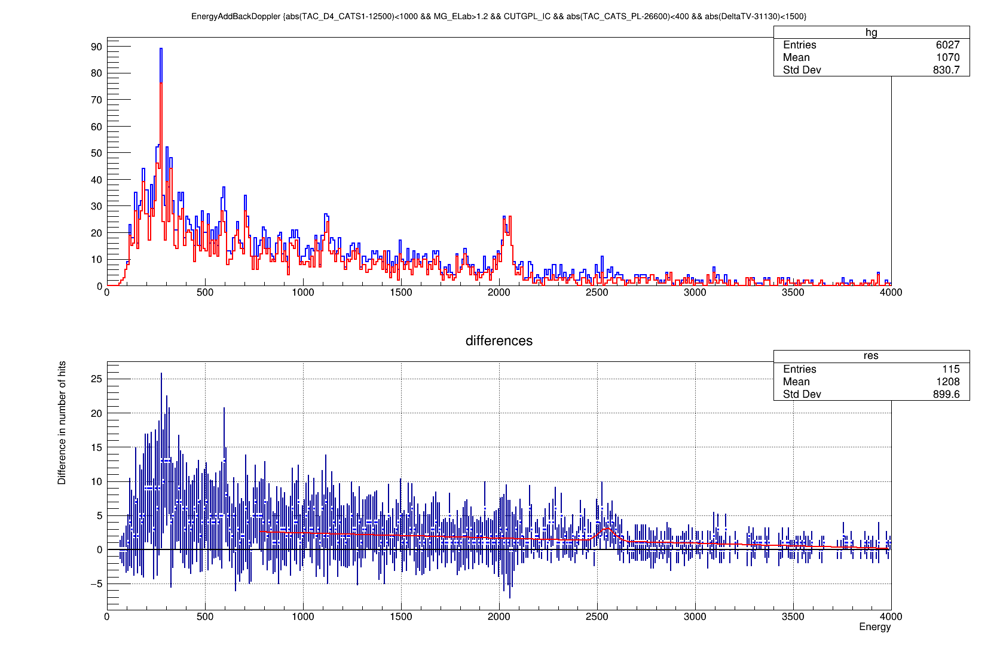 EnergyAddBackDoppler {abs(TAC_D4_CATS1-12500)<1000 && MG_ELab>1.2 && CUTGPL_IC && abs(TAC_CATS_PL-26600)<400 && abs(DeltaTV-31130)<1500}
hg
Entries 6027
Mean 1070
Std Dev 830.7
90
80
70
60
50
40
30
20
10
0
0 500 1000 1500 2000 2500 3000 3500 4000
differences
res
Entries 115
Mean 1208
Std Dev 899.6
Difference in number of hits
25
20
15
10
5
0
−5
0 500 1000 1500 2000 2500 3000 3500 4000
Energy